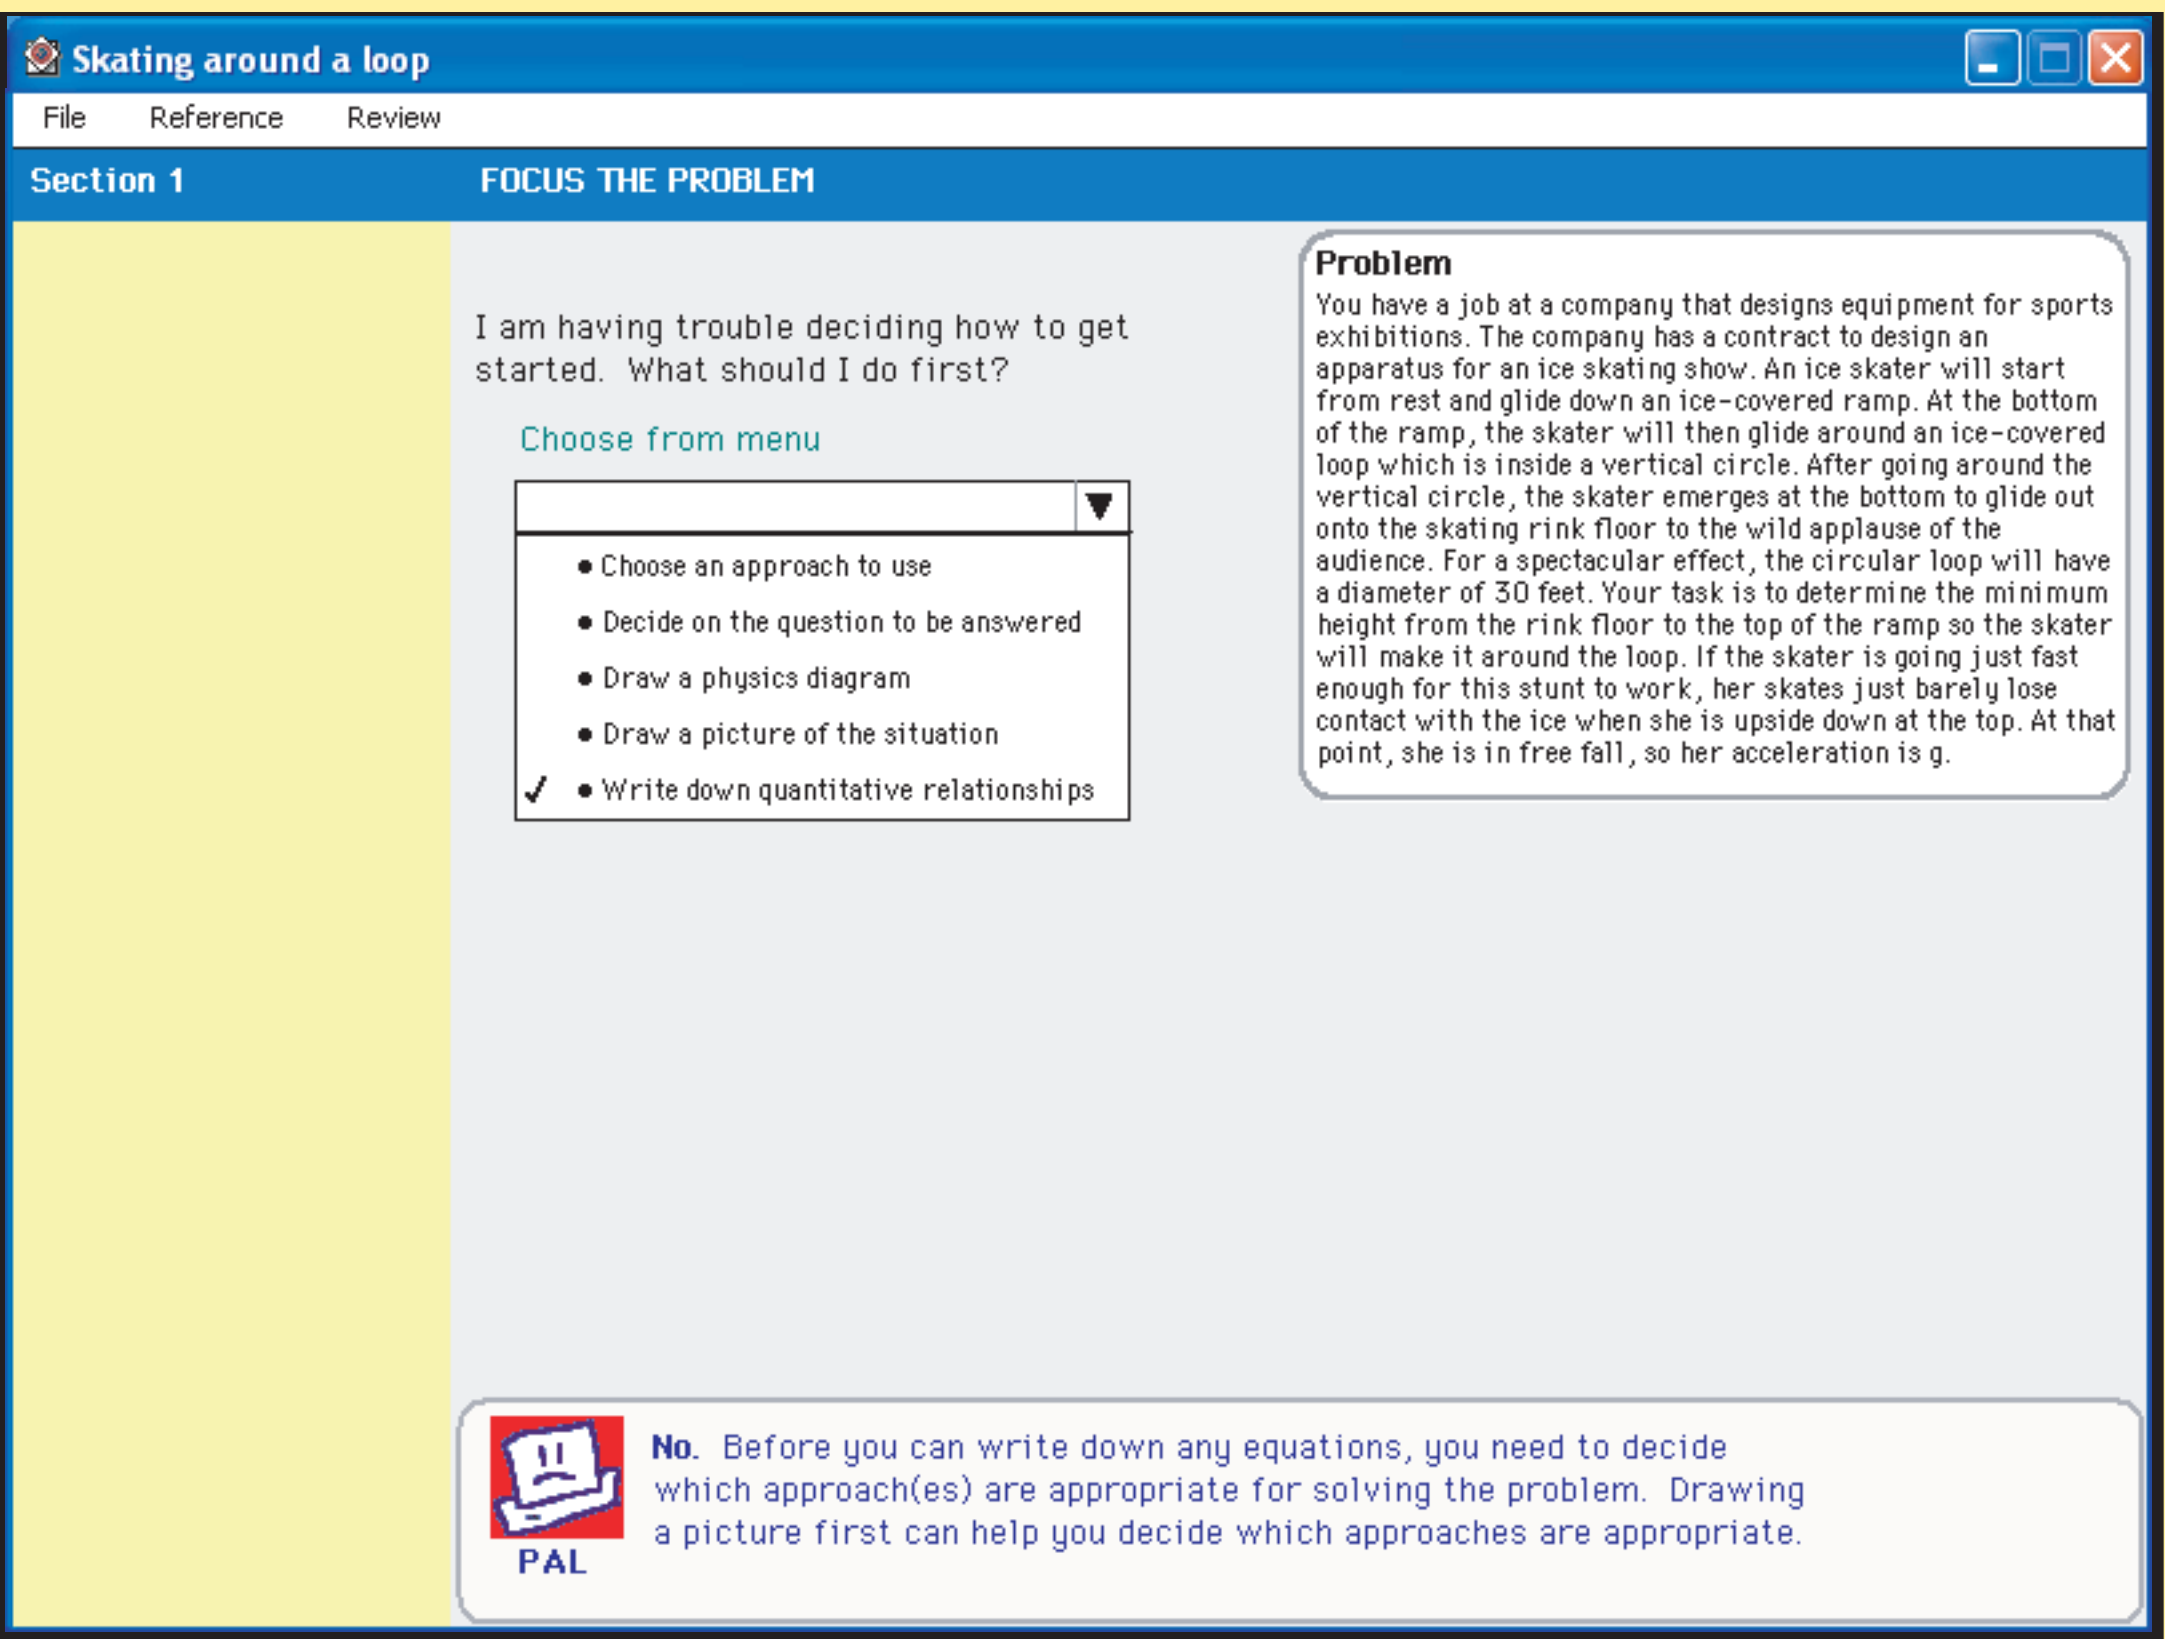 Skating around a loop
File Reference Review
Section 1 FOCUS THE PROBLEM
I am having trouble deciding how to get
started. What should I do first?
Choose from menu
▼
• Choose an approach to use
• Decide on the question to be answered
• Draw a physics diagram
• Draw a picture of the situation
✓ • Write down quantitative relationships
Problem
You have a job at a company that designs equipment for sports
exhibitions. The company has a contract to design an
apparatus for an ice skating show. An ice skater will start
from rest and glide down an ice-covered ramp. At the bottom
of the ramp, the skater will then glide around an ice-covered
loop which is inside a vertical circle. After going around the
vertical circle, the skater emerges at the bottom to glide out
onto the skating rink floor to the wild applause of the
audience. For a spectacular effect, the circular loop will have
a diameter of 30 feet. Your task is to determine the minimum
height from the rink floor to the top of the ramp so the skater
will make it around the loop. If the skater is going just fast
enough for this stunt to work, her skates just barely lose
contact with the ice when she is upside down at the top. At that
point, she is in free fall, so her acceleration is g.
No. Before you can write down any equations, you need to decide
which approach(es) are appropriate for solving the problem. Drawing
a picture first can help you decide which approaches are appropriate.
PAL